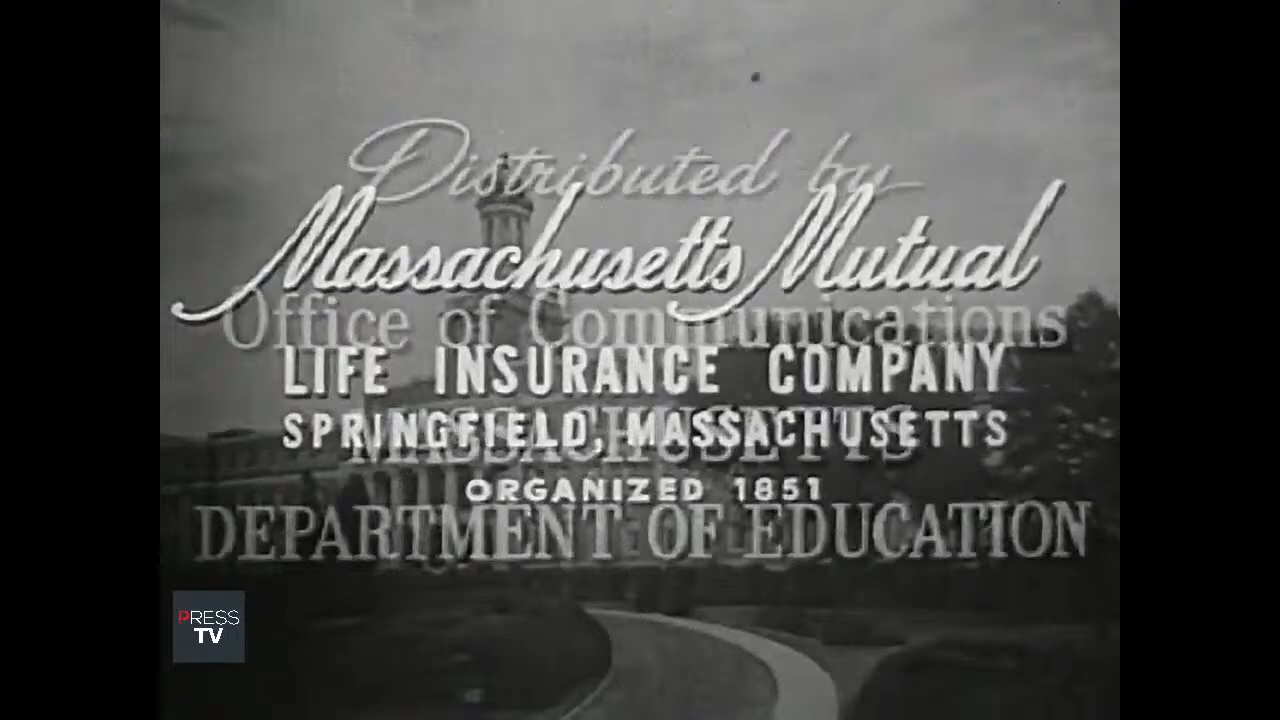 Distributed by
Massachusetts Mutual
Office of Communications
LIFE INSURANCE COMPANY
MASSACHUSETTS
SPRINGFIELD, MASSACHUSETTS
ORGANIZED 1851
DEPARTMENT OF EDUCATION
PRESS
TV